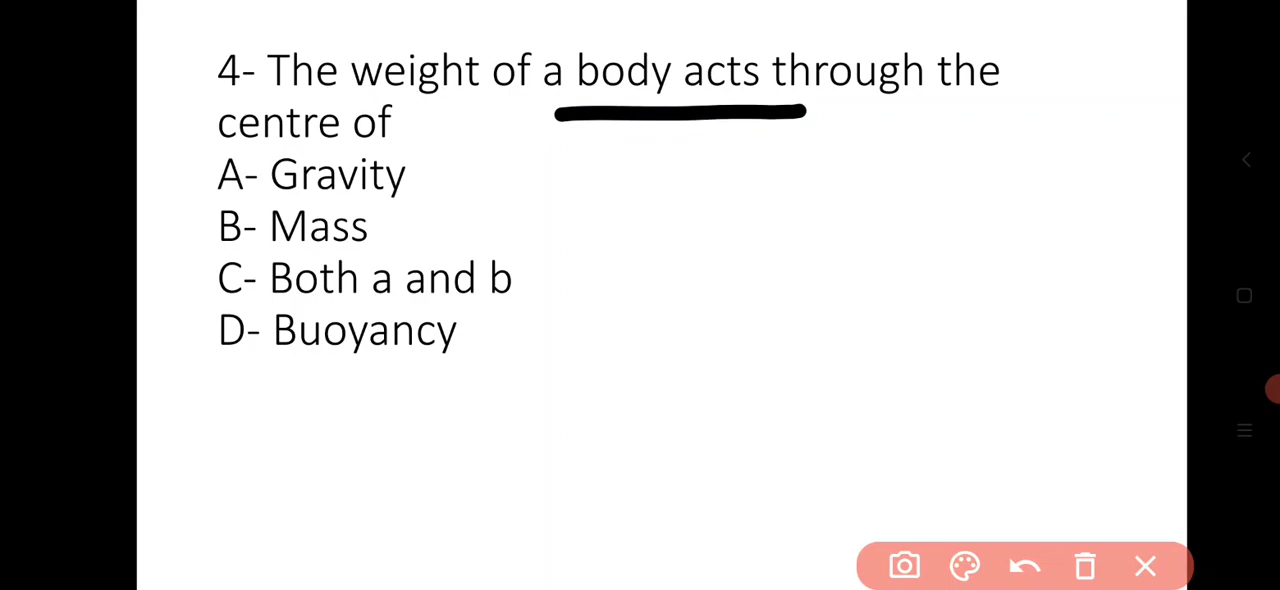 4- The weight of a body acts through the
centre of
A- Gravity
B- Mass
C- Both a and b
D- Buoyancy